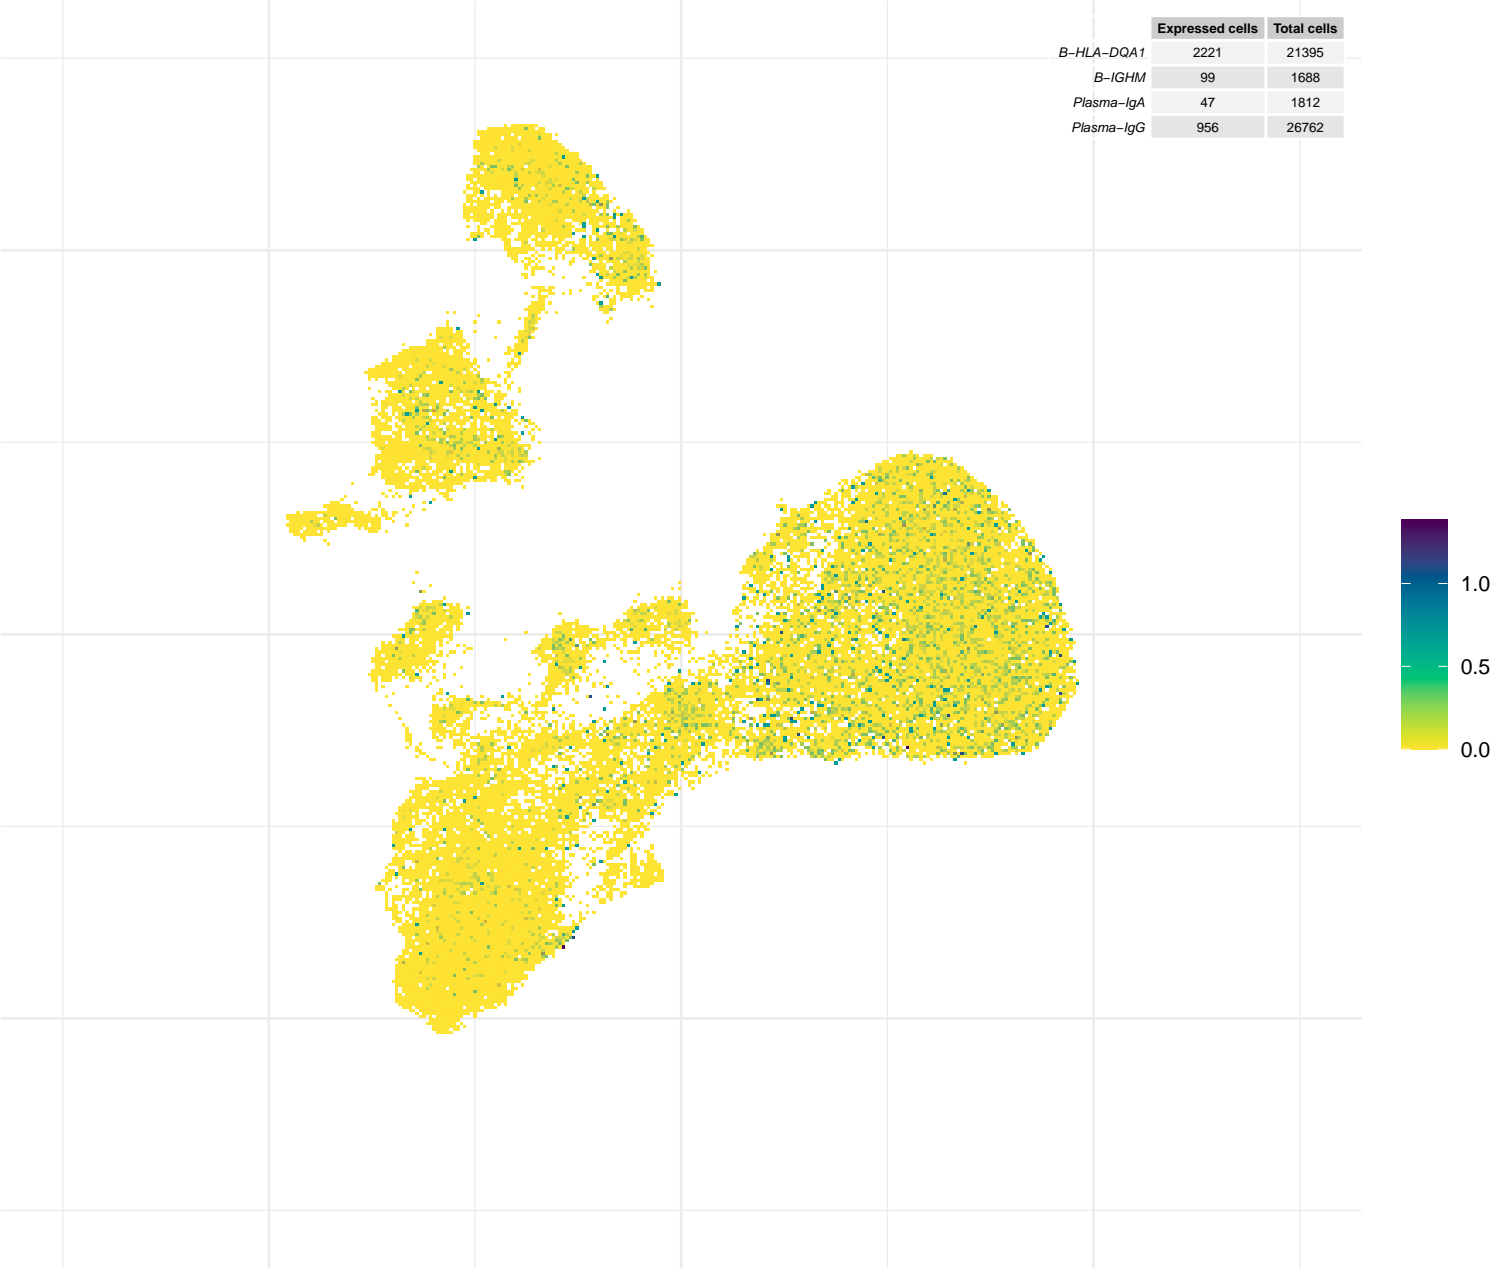 Expressed cells Total cells
B−HLA−DQA1 2221 21395
B−IGHM 99 1688
Plasma−IgA 47 1812
Plasma−IgG 956 26762
1.0
0.5
0.0